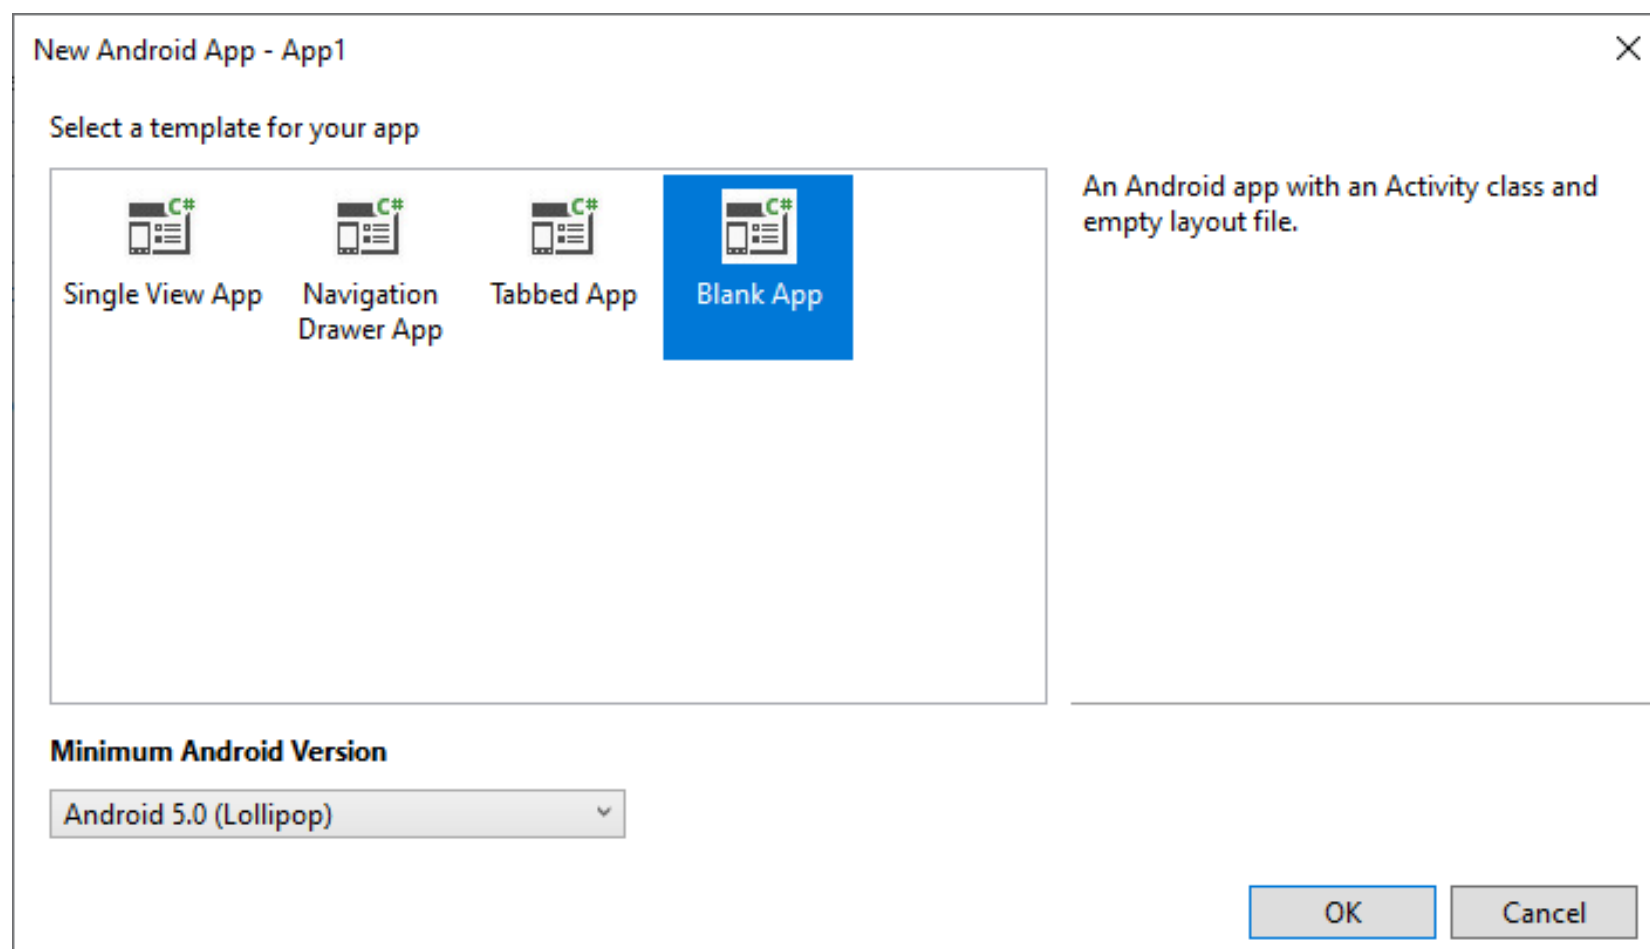 New Android App - App1
Select a template for your app
C#
C#
C#
C#
Single View App
Navigation
Drawer App
Tabbed App
Blank App
An Android app with an Activity class and
empty layout file.
Minimum Android Version
Android 5.0 (Lollipop)
OK
Cancel